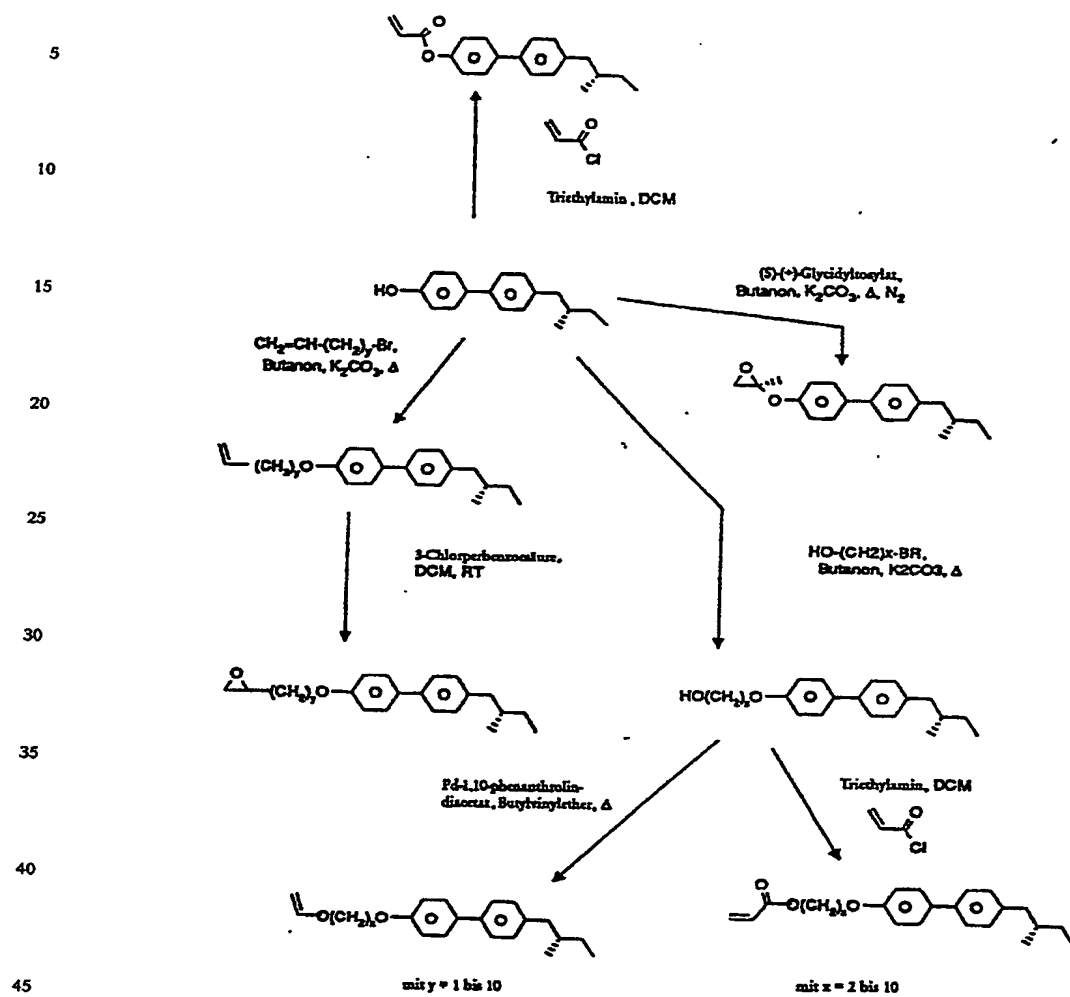 5
O
O
O
O
O
Cl
10
Triethylamin, DCM
15
HO
O
O
(S)-(+)-Glycidyltosylat,
Butanon, K2CO3, Δ, N2
CH2=CH-(CH2)y-Br,
Butanon, K2CO3, Δ
O
O
O
O
20
(CH2)yO
O
O
25
3-Chlorperbenzoesäure,
DCM, RT
HO-(CH2)x-BR,
Butanon, K2CO3, Δ
30
O
(CH2)yO
O
O
HO(CH2)xO
O
O
35
Pd-1,10-phenanthrolin-
diacetat, Butylvinylether, Δ
Triethylamin, DCM
O
Cl
40
O(CH2)xO
O
O
O
O(CH2)xO
O
O
45
mit y = 1 bis 10
mit x = 2 bis 10